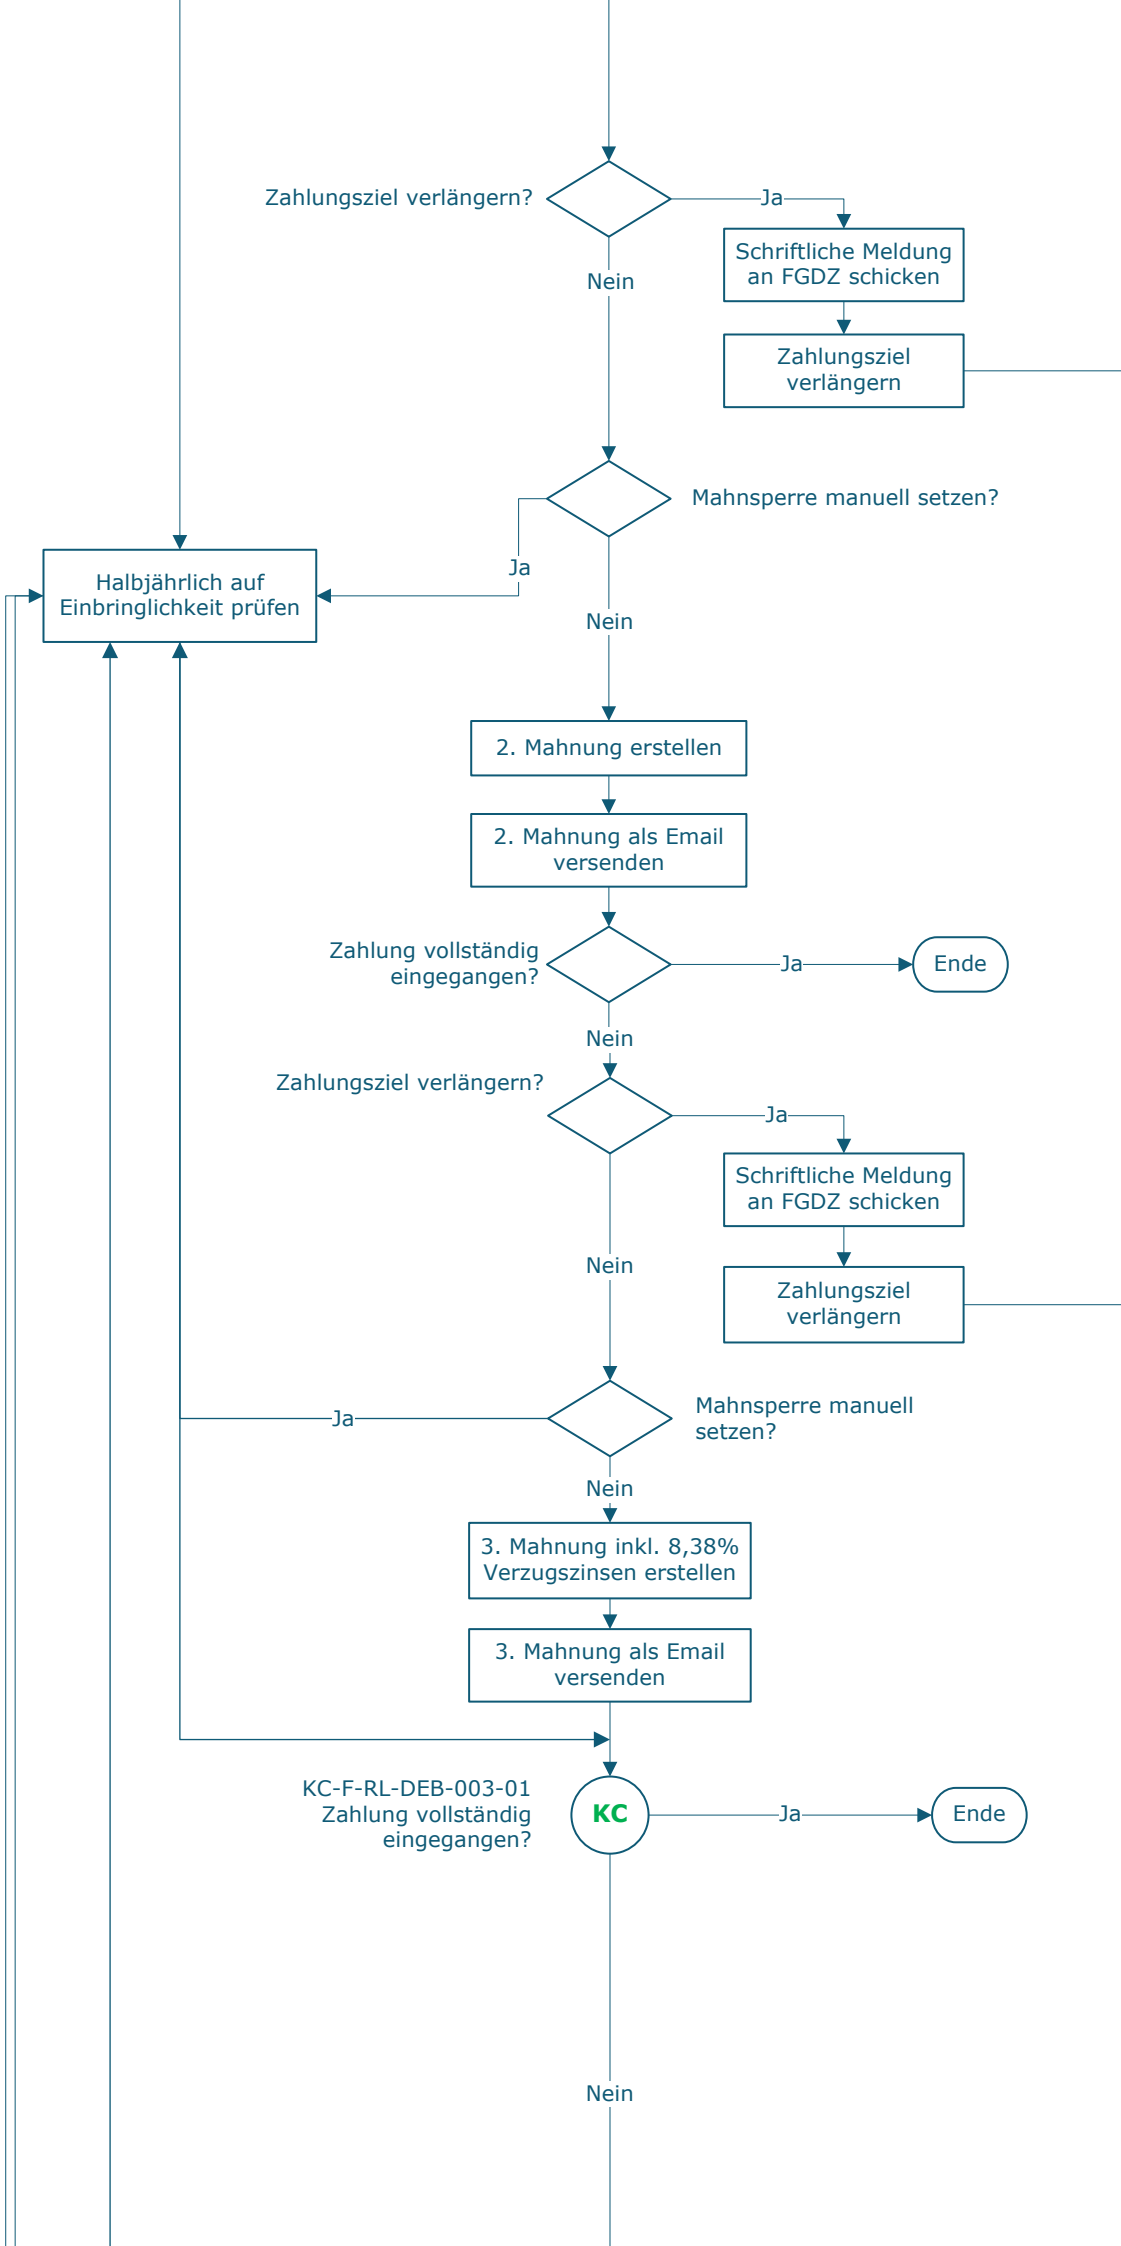 Zahlungsziel verlängern?
Ja
Schriftliche Meldung
an FGDZ schicken
Nein
Zahlungsziel
verlängern
Mahnsperre manuell setzen?
Ja
Halbjährlich auf
Einbringlichkeit prüfen
Nein
2. Mahnung erstellen
2. Mahnung als Email
versenden
Zahlung vollständig
eingegangen?
Ja
Ende
Nein
Zahlungsziel verlängern?
Ja
Schriftliche Meldung
an FGDZ schicken
Nein
Zahlungsziel
verlängern
Mahnsperre manuell
setzen?
Ja
Nein
3. Mahnung inkl. 8,38%
Verzugszinsen erstellen
3. Mahnung als Email
versenden
KC-F-RL-DEB-003-01
Zahlung vollständig
eingegangen?
KC
Ja
Ende
Nein